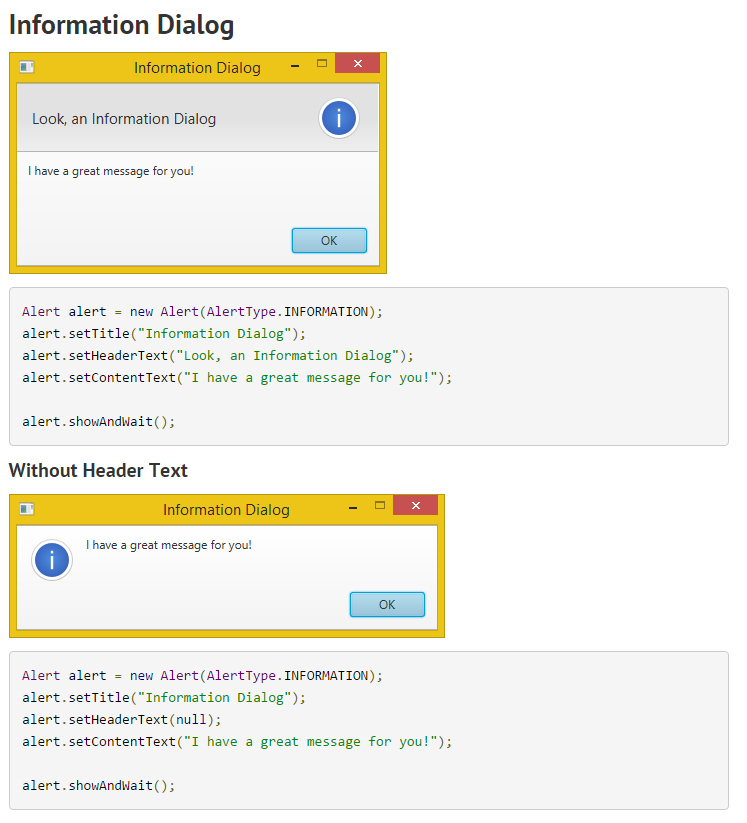 Information Dialog
Information Dialog
Look, an Information Dialog
i
I have a great message for you!
OK
Alert alert = new Alert(AlertType.INFORMATION);
alert.setTitle("Information Dialog");
alert.setHeaderText("Look, an Information Dialog");
alert.setContentText("I have a great message for you!");
alert.showAndWait();
Without Header Text
Information Dialog
i
I have a great message for you!
OK
Alert alert = new Alert(AlertType.INFORMATION);
alert.setTitle("Information Dialog");
alert.setHeaderText(null);
alert.setContentText("I have a great message for you!");
alert.showAndWait();